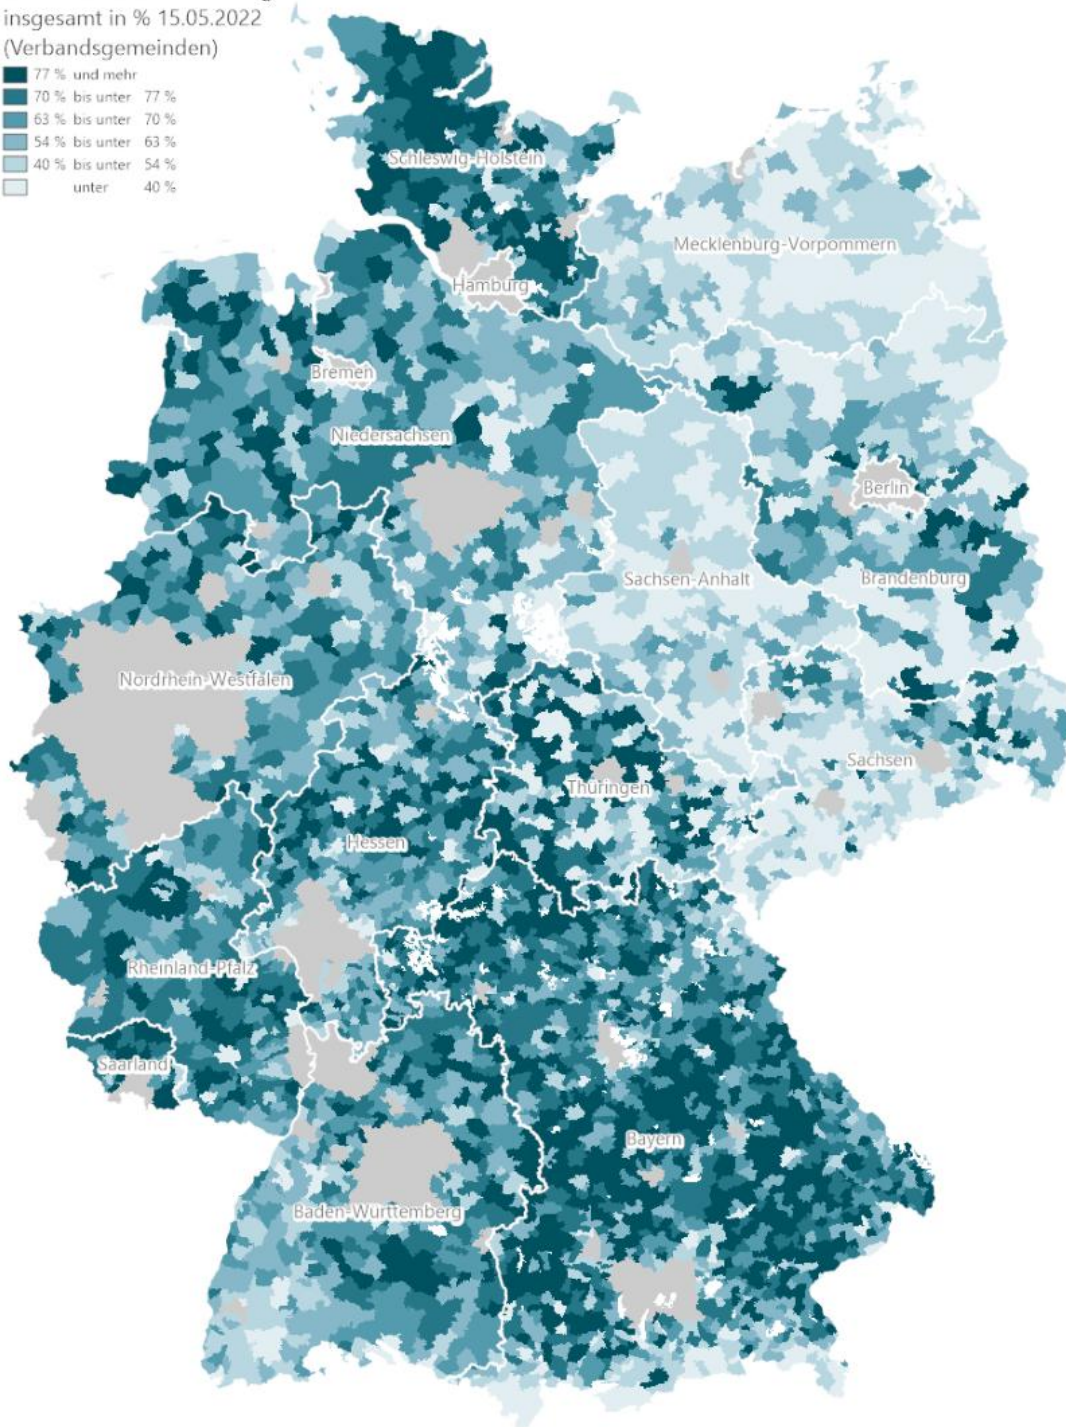 insgesamt in % 15.05.2022
(Verbandsgemeinden)
77 % und mehr
70 % bis unter 77 %
63 % bis unter 70 %
54 % bis unter 63 %
40 % bis unter 54 %
unter 40 %
Schleswig-Holstein
Mecklenburg-Vorpommern
Hamburg
Bremen
Niedersachsen
Berlin
Sachsen-Anhalt
Brandenburg
Nordrhein-Westfalen
Sachsen
Thüringen
Hessen
Rheinland-Pfalz
Saarland
Bayern
Baden-Württemberg